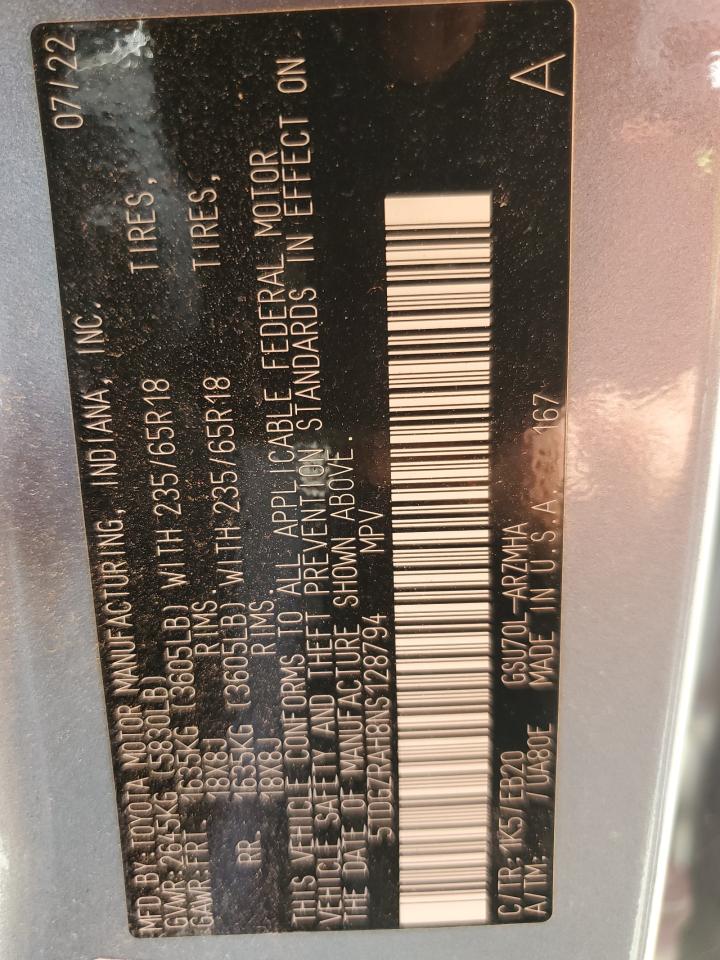 MFD BY: TOYOTA MOTOR MANUFACTURING, INDIANA, INC. 07/22
GVWR: 2645KG (5830LB)
GAWR: FRT. 1635KG (3605LB) WITH 235/65R18 TIRES,
18X8J RIMS.
RR. 1635KG (3605LB) WITH 235/65R18 TIRES,
18X8J RIMS.
THIS VEHICLE CONFORMS TO ALL APPLICABLE FEDERAL MOTOR
VEHICLE SAFETY AND THEFT PREVENTION STANDARDS IN EFFECT ON
THE DATE OF MANUFACTURE SHOWN ABOVE.
5TDGZRAH8NS128794 MPV
C/TR: 1K5/EB20 GSU70L-ARZMHA A
A/TM: /UA80E MADE IN U.S.A. 167